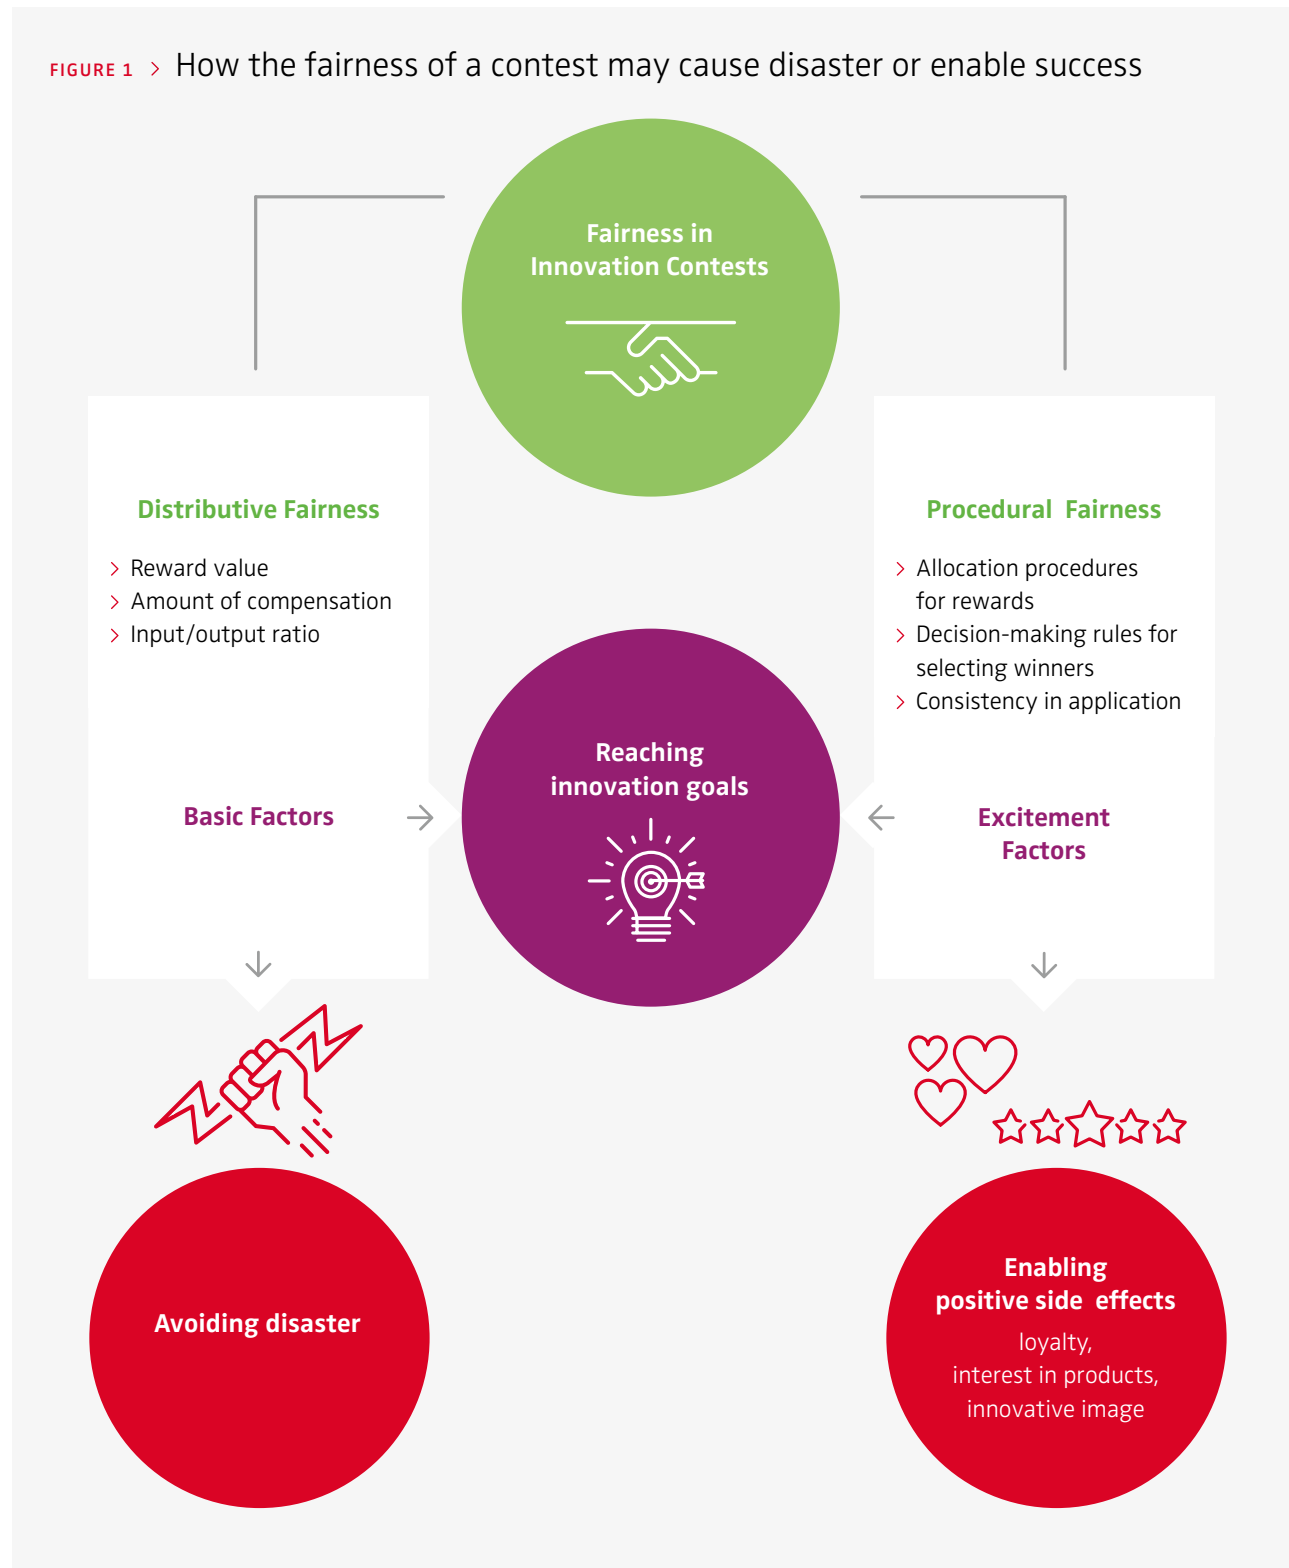 FIGURE 1 > How the fairness of a contest may cause disaster or enable success
Fairness in
Innovation Contests
Distributive Fairness
> Reward value
> Amount of compensation
> Input/output ratio
Basic Factors
Procedural Fairness
> Allocation procedures
for rewards
> Decision-making rules for
selecting winners
> Consistency in application
Excitement
Factors
Reaching
innovation goals
Avoiding disaster
Enabling
positive side effects
loyalty,
interest in products,
innovative image